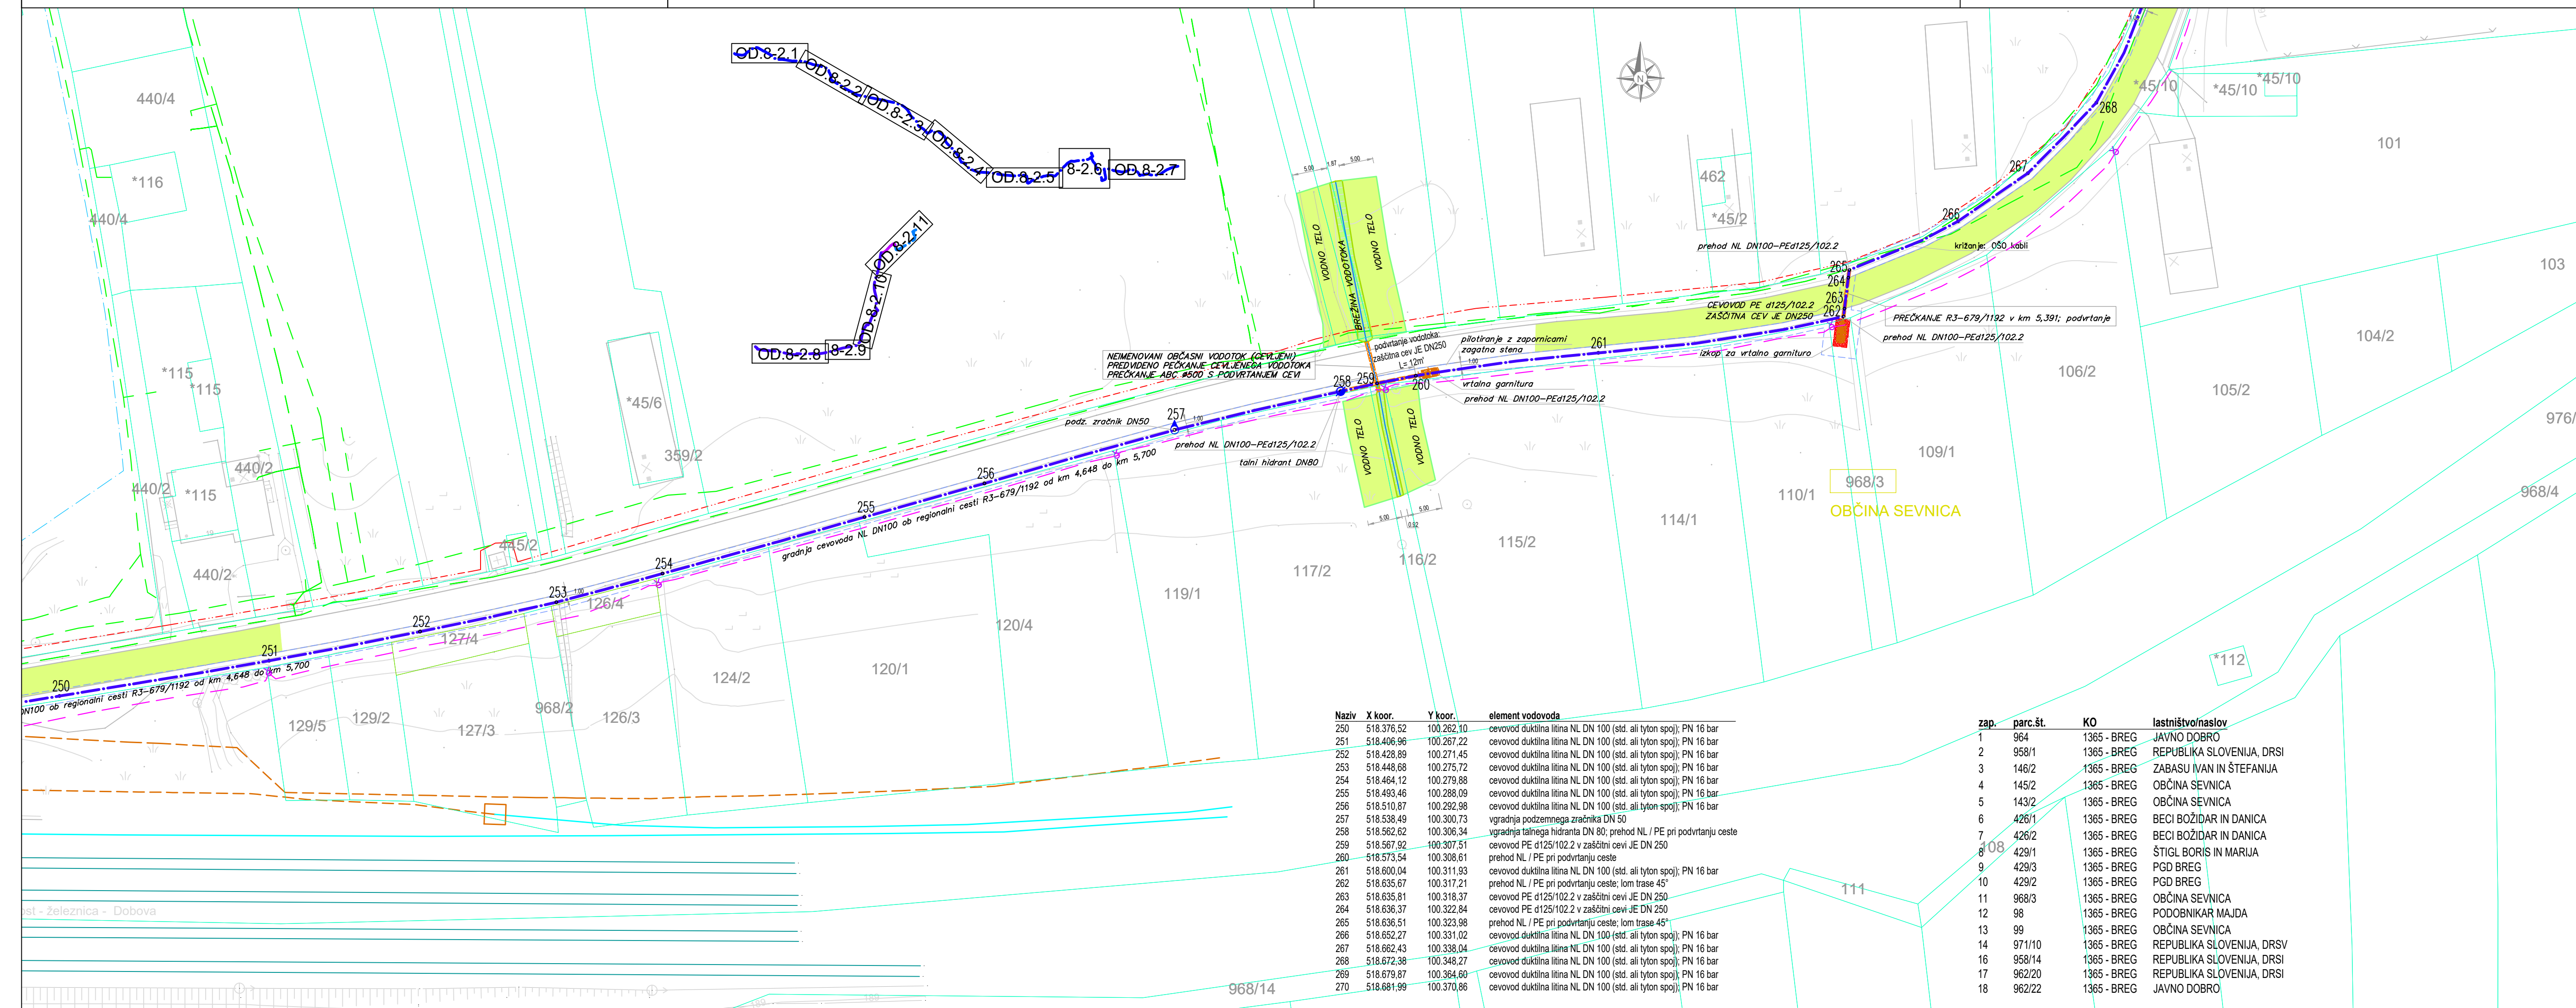 OD.8-2.1
OD.8-2.2
OD.8-2.3
OD.8-2.4
OD.8-2.5
8-2.6
OD.8-2.7
OD.8-2.8
8-2.9
OD.8-2.10
OD.8-2.11
N
440/4
*116
440/4
*115
*115
440/2
440/2
*115
440/2
445/2
*45/6
359/2
462
*45/2
*45/10
*45/10
*45/10
101
103
104/2
105/2
106/2
109/1
110/1
114/1
115/2
116/2
117/2
119/1
120/4
120/1
124/2
126/4
126/3
968/2
127/4
127/3
129/2
129/5
976/
968/4
*112
108
111
968/14
968/3
OBČINA SEVNICA
250
251
252
253
254
255
256
257
258
259
260
261
262
263
264
265
266
267
268
5.00
1.87
5.00
VODNO TELO
BREŽINA VODOTOKA
VODNO TELO
VODNO TELO
VODNO TELO
5.00
0.92
5.00
1.00
1.00
1.00
prehod NL DN100-PEd125/102.2
križanje: OŠO kabli
CEVOVOD PE d125/102.2
ZAŠČITNA CEV JE DN250
PREČKANJE R3-679/1192 v km 5,391; podvrtanje
prehod NL DN100-PEd125/102.2
izkop za vrtalno garnituro
podvrtanje vodotoka:
zaščitna cev JE DN250
L= 12m'
pilotiranje z zapornicami
zagatna stena
vrtalna garnitura
prehod NL DN100-PEd125/102.2
NEIMENOVANI OBČASNI VODOTOK (CEVLJENI)
PREDVIDENO PEČKANJE CEVLJENEGA VODOTOKA
PREČKANJE ABC ø500 S PODVRTANJEM CEVI
podz. zračnik DN50
prehod NL DN100-PEd125/102.2
talni hidrant DN80
gradnja cevovoda NL DN100 ob regionalni cesti R3-679/1192 od km 4,648 do km 5,700
DN100 ob regionalni cesti R3-679/1192 od km 4,648 do km 5,700
ost - železnica - Dobova
Naziv X koor. Y koor. element vodovoda
250 518.376,52 100.262,10 cevovod duktilna litina NL DN 100 (std. ali tyton spoj); PN 16 bar
251 518.406,96 100.267,22 cevovod duktilna litina NL DN 100 (std. ali tyton spoj); PN 16 bar
252 518.428,89 100.271,45 cevovod duktilna litina NL DN 100 (std. ali tyton spoj); PN 16 bar
253 518.448,68 100.275,72 cevovod duktilna litina NL DN 100 (std. ali tyton spoj); PN 16 bar
254 518.464,12 100.279,88 cevovod duktilna litina NL DN 100 (std. ali tyton spoj); PN 16 bar
255 518.493,46 100.288,09 cevovod duktilna litina NL DN 100 (std. ali tyton spoj); PN 16 bar
256 518.510,87 100.292,98 cevovod duktilna litina NL DN 100 (std. ali tyton spoj); PN 16 bar
257 518.538,49 100.300,73 vgradnja podzemnega zračnika DN 50
258 518.562,62 100.306,34 vgradnja talnega hidranta DN 80; prehod NL / PE pri podvrtanju ceste
259 518.567,92 100.307,51 cevovod PE d125/102.2 v zaščitni cevi JE DN 250
260 518.573,54 100.308,61 prehod NL / PE pri podvrtanju ceste
261 518.600,04 100.311,93 cevovod duktilna litina NL DN 100 (std. ali tyton spoj); PN 16 bar
262 518.635,67 100.317,21 prehod NL / PE pri podvrtanju ceste; lom trase 45°
263 518.635,81 100.318,37 cevovod PE d125/102.2 v zaščitni cevi JE DN 250
264 518.636,37 100.322,84 cevovod PE d125/102.2 v zaščitni cevi JE DN 250
265 518.636,51 100.323,98 prehod NL / PE pri podvrtanju ceste; lom trase 45°
266 518.652,27 100.331,02 cevovod duktilna litina NL DN 100 (std. ali tyton spoj); PN 16 bar
267 518.662,43 100.338,04 cevovod duktilna litina NL DN 100 (std. ali tyton spoj); PN 16 bar
268 518.672,38 100.348,27 cevovod duktilna litina NL DN 100 (std. ali tyton spoj); PN 16 bar
269 518.679,87 100.364,60 cevovod duktilna litina NL DN 100 (std. ali tyton spoj); PN 16 bar
270 518.681,99 100.370,86 cevovod duktilna litina NL DN 100 (std. ali tyton spoj); PN 16 bar
zap. parc.št. KO lastništvo/naslov
1 964 1365 - BREG JAVNO DOBRO
2 958/1 1365 - BREG REPUBLIKA SLOVENIJA, DRSI
3 146/2 1365 - BREG ZABASU IVAN IN ŠTEFANIJA
4 145/2 1365 - BREG OBČINA SEVNICA
5 143/2 1365 - BREG OBČINA SEVNICA
6 426/1 1365 - BREG BECI BOŽIDAR IN DANICA
7 426/2 1365 - BREG BECI BOŽIDAR IN DANICA
8 429/1 1365 - BREG ŠTIGL BORIS IN MARIJA
9 429/3 1365 - BREG PGD BREG
10 429/2 1365 - BREG PGD BREG
11 968/3 1365 - BREG OBČINA SEVNICA
12 98 1365 - BREG PODOBNIKAR MAJDA
13 99 1365 - BREG OBČINA SEVNICA
14 971/10 1365 - BREG REPUBLIKA SLOVENIJA, DRSV
16 958/14 1365 - BREG REPUBLIKA SLOVENIJA, DRSI
17 962/20 1365 - BREG REPUBLIKA SLOVENIJA, DRSI
18 962/22 1365 - BREG JAVNO DOBRO